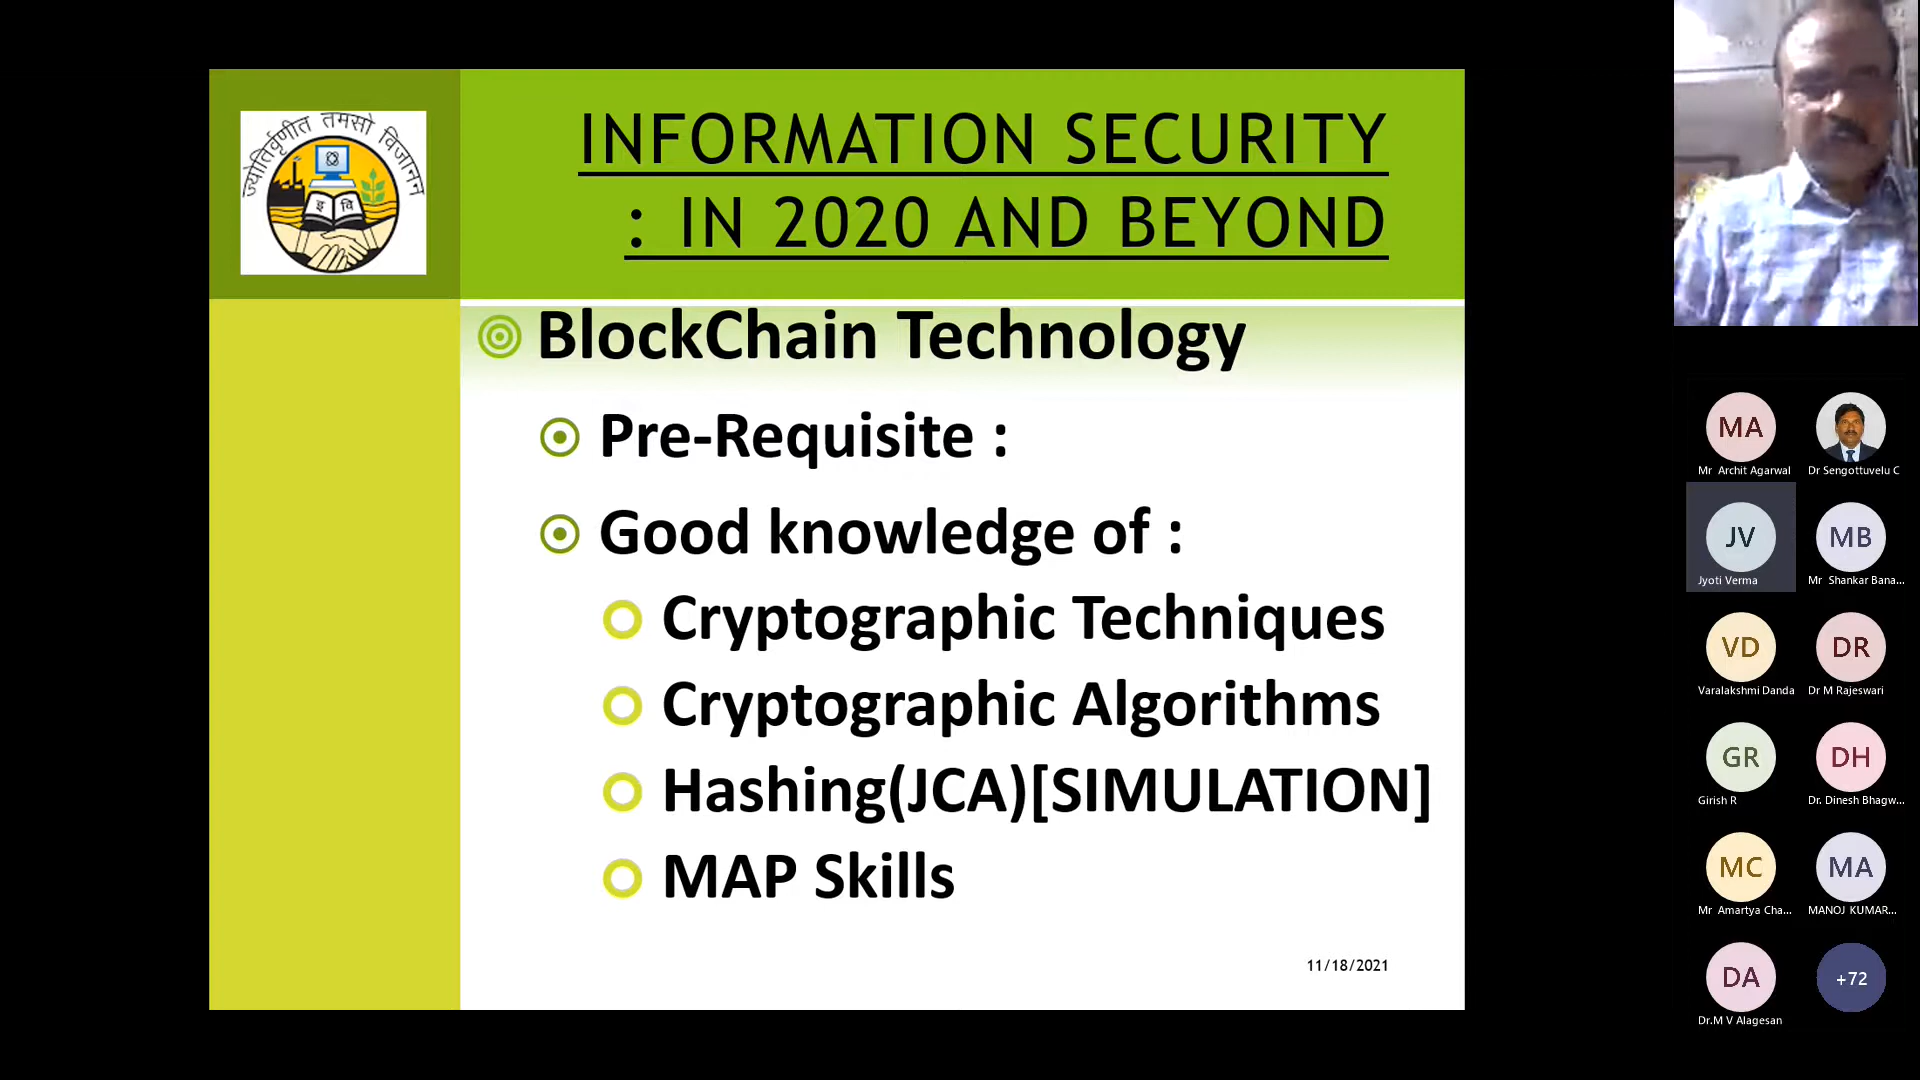 ज्योतिर्वृणीत तमसो विजानन
इ वि
INFORMATION SECURITY
: IN 2020 AND BEYOND
BlockChain Technology
Pre-Requisite :
Good knowledge of :
Cryptographic Techniques
Cryptographic Algorithms
Hashing(JCA)[SIMULATION]
MAP Skills
11/18/2021
MA
Mr Archit Agarwal
Dr Sengottuvelu C
JV
Jyoti Verma
MB
Mr Shankar Bana...
VD
Varalakshmi Danda
DR
Dr M Rajeswari
GR
Girish R
DH
Dr. Dinesh Bhagw...
MC
Mr Amartya Cha...
MA
MANOJ KUMAR...
DA
Dr.M V Alagesan
+72